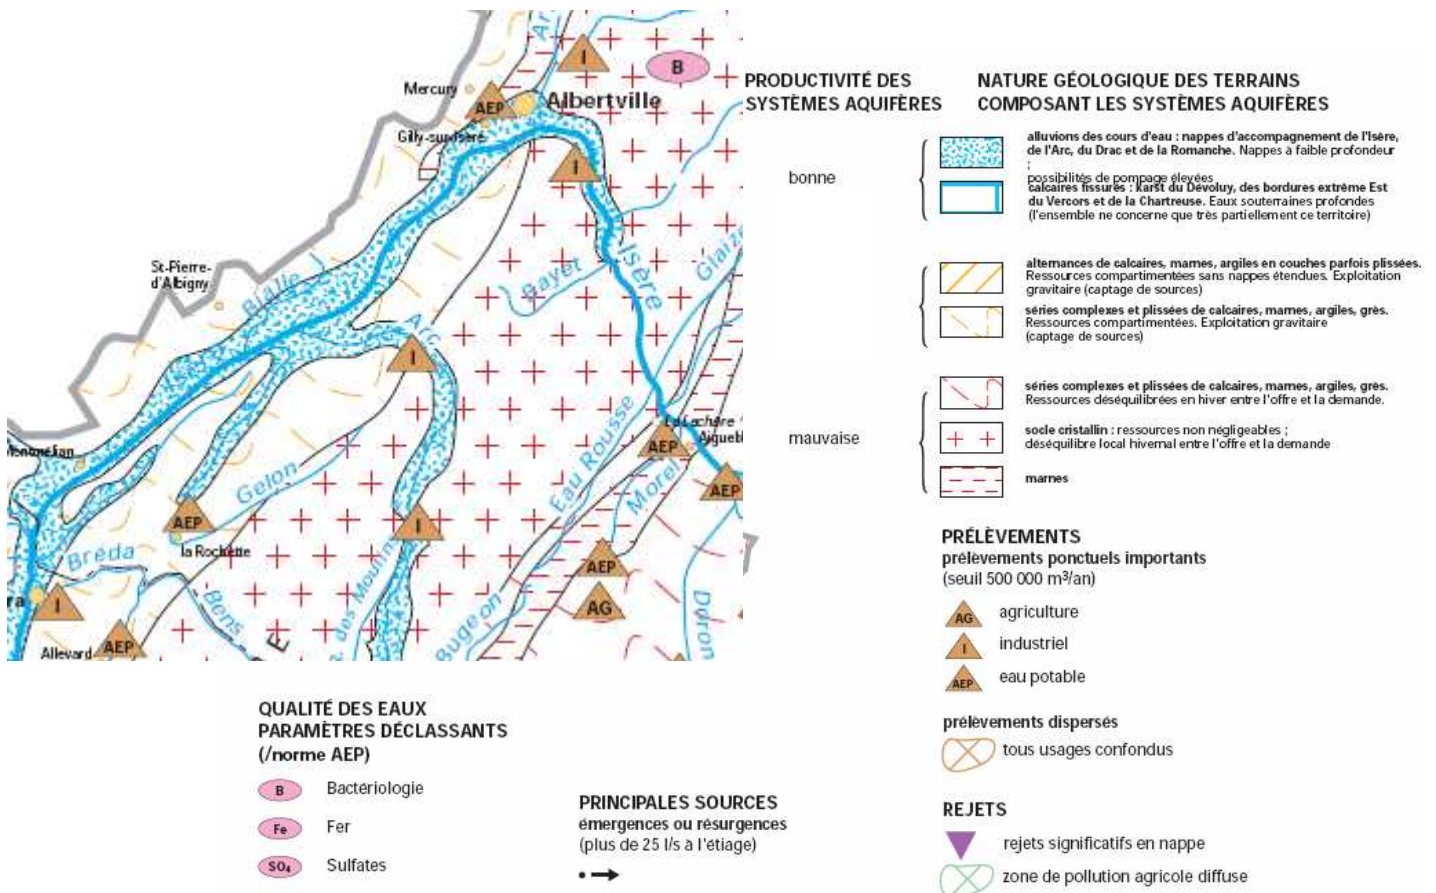 Ar
I
B
Mercury
AEP
Albertville
Gilly-sur-Isère
I
Isère
Glaize
Bayet
St-Pierre-
d'Albigny
Bialle
Isère
Arc
I
La Léchère
AEP
Aiguebl
Eau Rousse
Morel
AEP
Montmélian
Gelon
AEP
la Rochette
I
Bréda
Bens
des Moulins
AEP
AG
Bugeon
Doron
ra
I
Allevard
AEP
E
PRODUCTIVITÉ DES
SYSTÈMES AQUIFÈRES
bonne
mauvaise
NATURE GÉOLOGIQUE DES TERRAINS
COMPOSANT LES SYSTÈMES AQUIFÈRES
alluvions des cours d'eau : nappes d'accompagnement de l'Isère,
de l'Arc, du Drac et de la Romanche. Nappes à faible profondeur
;
possibilités de pompage élevées
calcaires fissurés : karst du Dévoluy, des bordures extrême Est
du Vercors et de la Chartreuse. Eaux souterraines profondes
(l'ensemble ne concerne que très partiellement ce territoire)
alternances de calcaires, marnes, argiles en couches parfois plissées.
Ressources compartimentées sans nappes étendues. Exploitation
gravitaire (captage de sources)
séries complexes et plissées de calcaires, marnes, argiles, grès.
Ressources compartimentées. Exploitation gravitaire
(captage de sources)
séries complexes et plissées de calcaires, marnes, argiles, grès.
Ressources déséquilibrées en hiver entre l'offre et la demande.
socle cristallin : ressources non négligeables ;
déséquilibre local hivernal entre l'offre et la demande
marnes
PRÉLÈVEMENTS
prélèvements ponctuels importants
(seuil 500 000 m³/an)
AG agriculture
I industriel
AEP eau potable
prélèvements dispersés
tous usages confondus
REJETS
rejets significatifs en nappe
zone de pollution agricole diffuse
QUALITÉ DES EAUX
PARAMÈTRES DÉCLASSANTS
(/norme AEP)
B Bactériologie
Fe Fer
SO₄ Sulfates
PRINCIPALES SOURCES
émergences ou résurgences
(plus de 25 l/s à l'étiage)